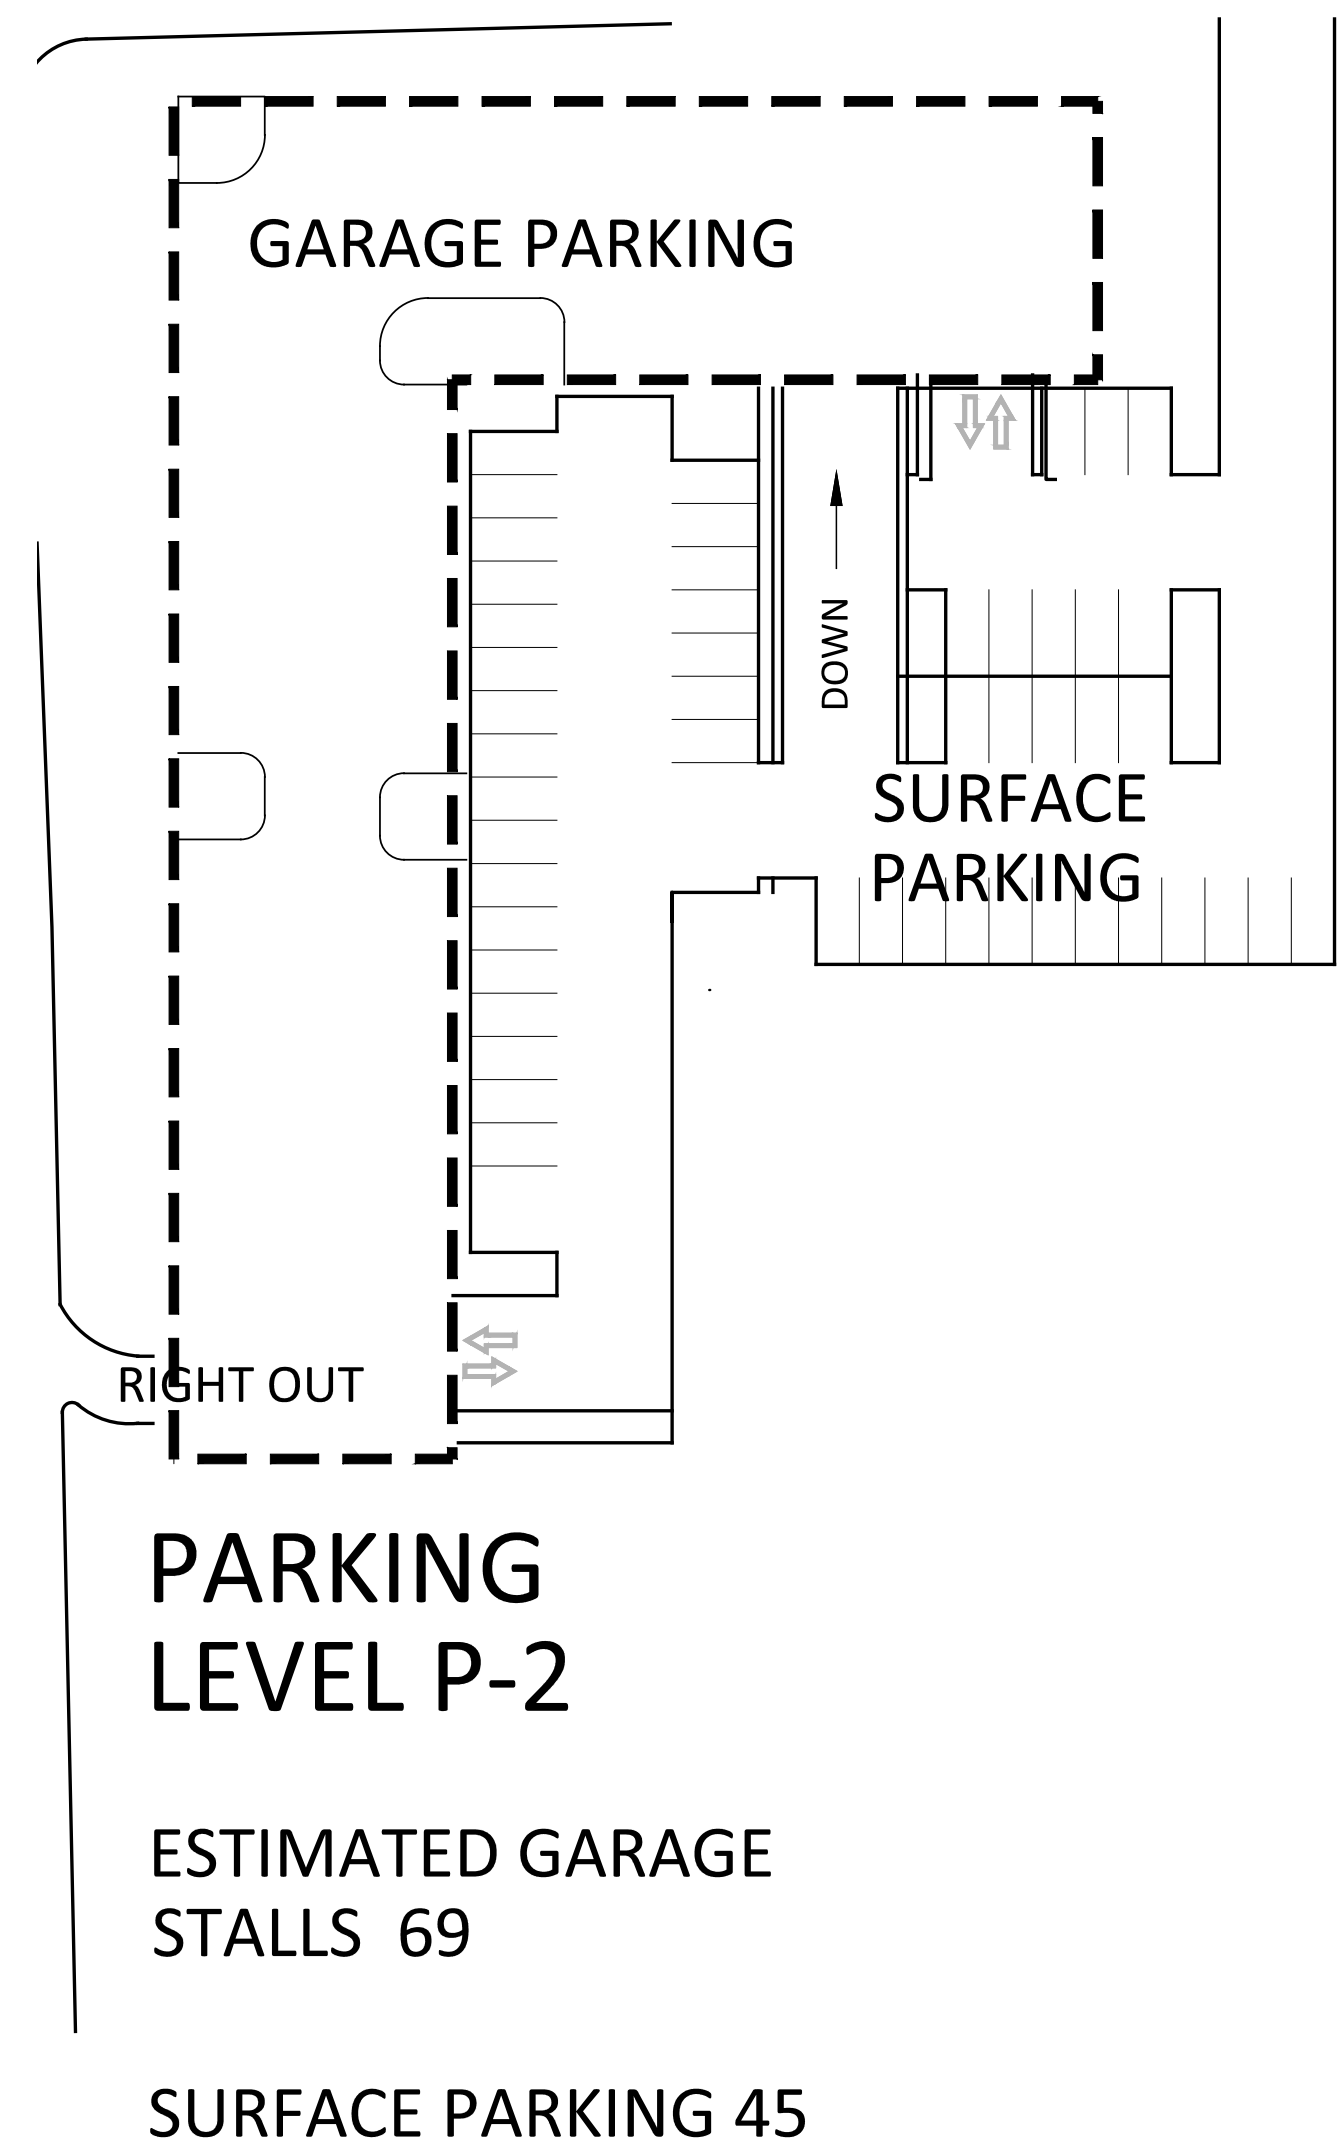 GARAGE PARKING
DOWN
SURFACE
PARKING
RIGHT OUT
PARKING
LEVEL P-2
ESTIMATED GARAGE
STALLS 69
SURFACE PARKING 45